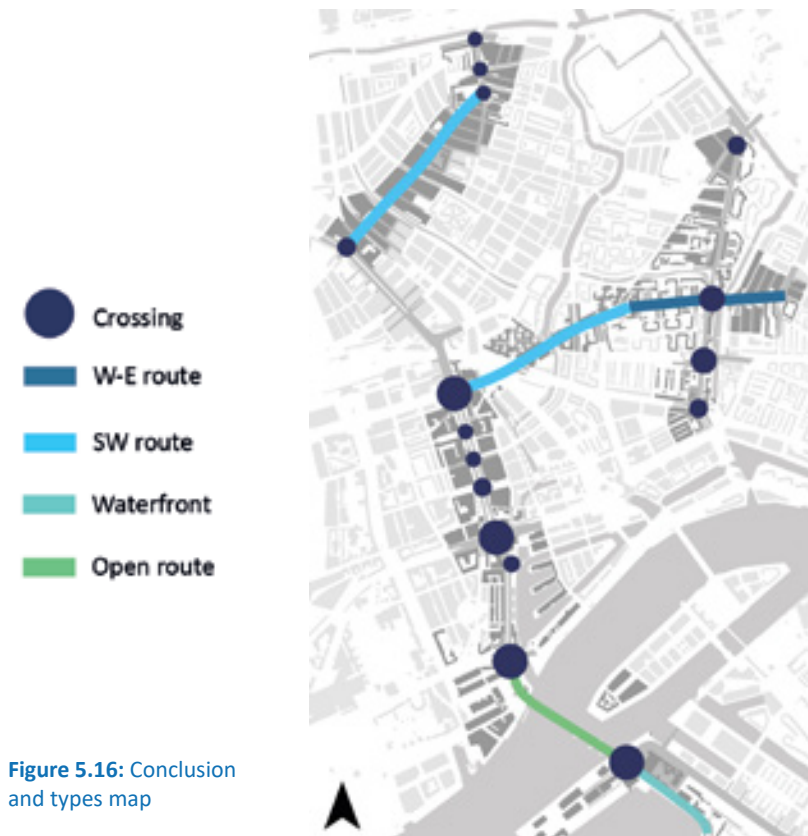 Crossing
W-E route
SW route
Waterfront
Open route
Figure 5.16: Conclusion
and types map